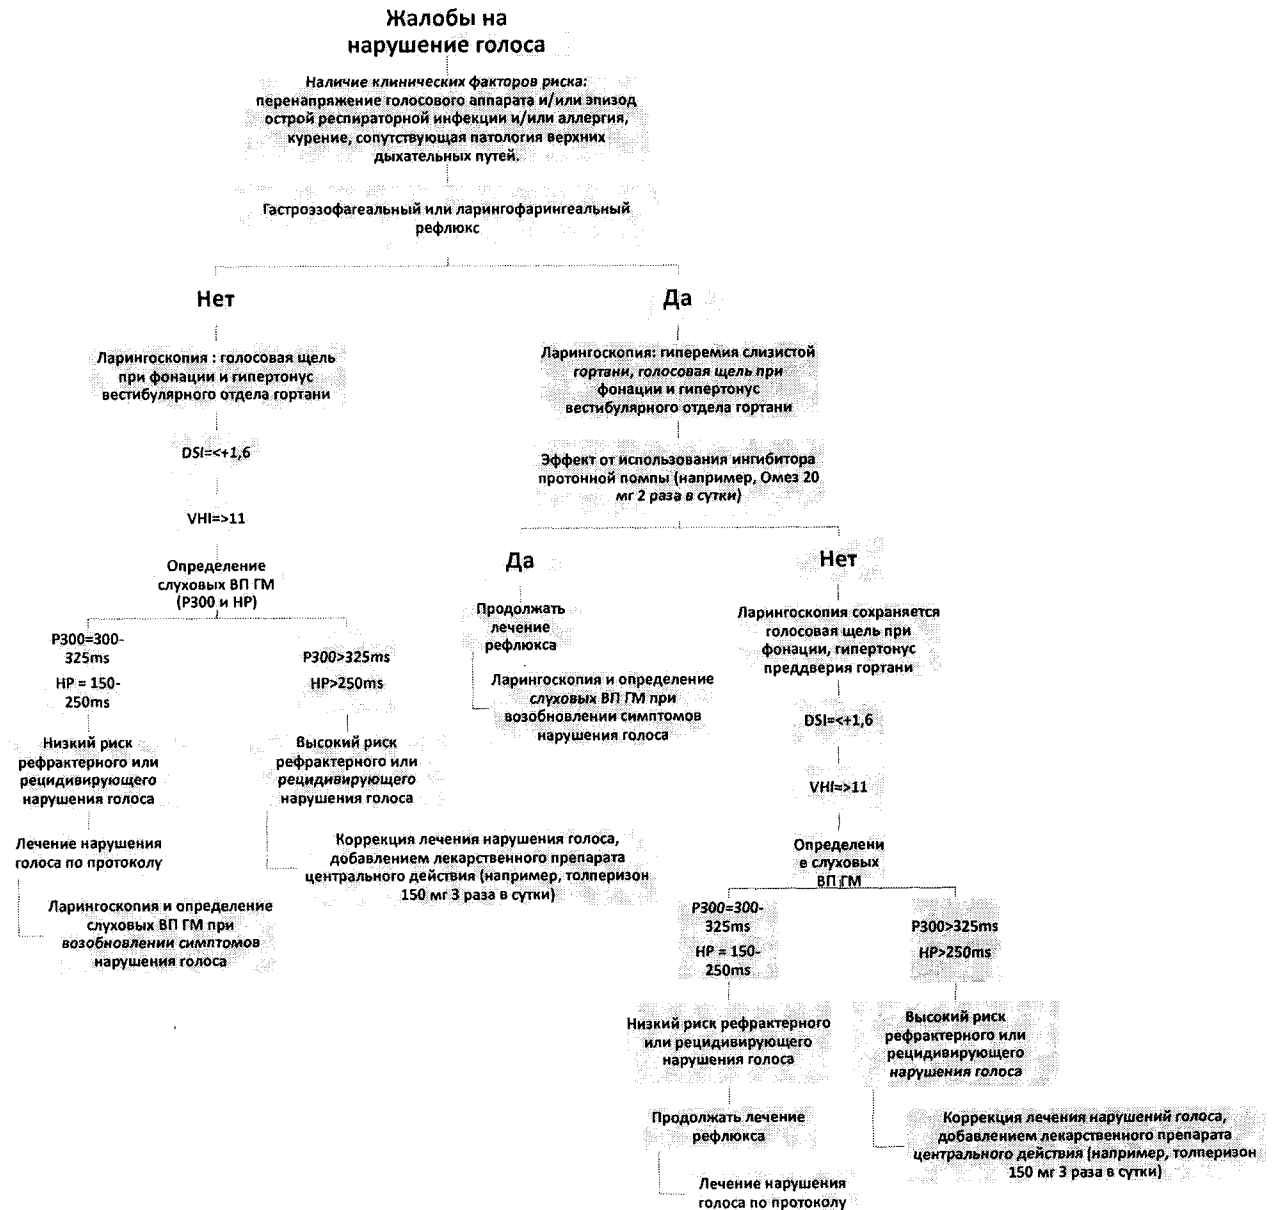 Жалобы на
нарушение голоса
Наличие клинических факторов риска:
перенапряжение голосового аппарата и/или эпизод
острой респираторной инфекции и/или аллергия,
курение, сопутствующая патология верхних
дыхательных путей.
Гастроэзофагеальный или ларингофарингеальный
рефлюкс
Нет
Ларингоскопия : голосовая щель
при фонации и гипертонус
вестибулярного отдела гортани
DSI=<+1,6
VHI=>11
Определение
слуховых ВП ГМ
(P300 и НР)
P300=300-
325ms
НР = 150-
250ms
Низкий риск
рефрактерного или
рецидивирующего
нарушения голоса
Лечение нарушения
голоса по протоколу
Ларингоскопия и определение
слуховых ВП ГМ при
возобновлении симптомов
нарушения голоса
P300>325ms
НР>250ms
Высокий риск
рефрактерного или
рецидивирующего
нарушения голоса
Коррекция лечения нарушения голоса,
добавлением лекарственного препарата
центрального действия (например, толперизон
150 мг 3 раза в сутки)
Да
Ларингоскопия: гиперемия слизистой
гортани, голосовая щель при
фонации и гипертонус
вестибулярного отдела гортани
Эффект от использования ингибитора
протонной помпы (например, Омез 20
мг 2 раза в сутки)
Да
Продолжать
лечение
рефлюкса
Ларингоскопия и определение
слуховых ВП ГМ при
возобновлении симптомов
нарушения голоса
Нет
Ларингоскопия сохраняется
голосовая щель при
фонации, гипертонус
преддверия гортани
DSI=<+1,6
VHI=>11
Определени
е слуховых
ВП ГМ
P300=300-
325ms
НР = 150-
250ms
Низкий риск рефрактерного
или рецидивирующего
нарушения голоса
Продолжать лечение
рефлюкса
Лечение нарушения
голоса по протоколу
P300>325ms
НР>250ms
Высокий риск
рефрактерного или
рецидивирующего
нарушения голоса
Коррекция лечения нарушений голоса,
добавлением лекарственного препарата
центрального действия (например, толперизон
150 мг 3 раза в сутки)